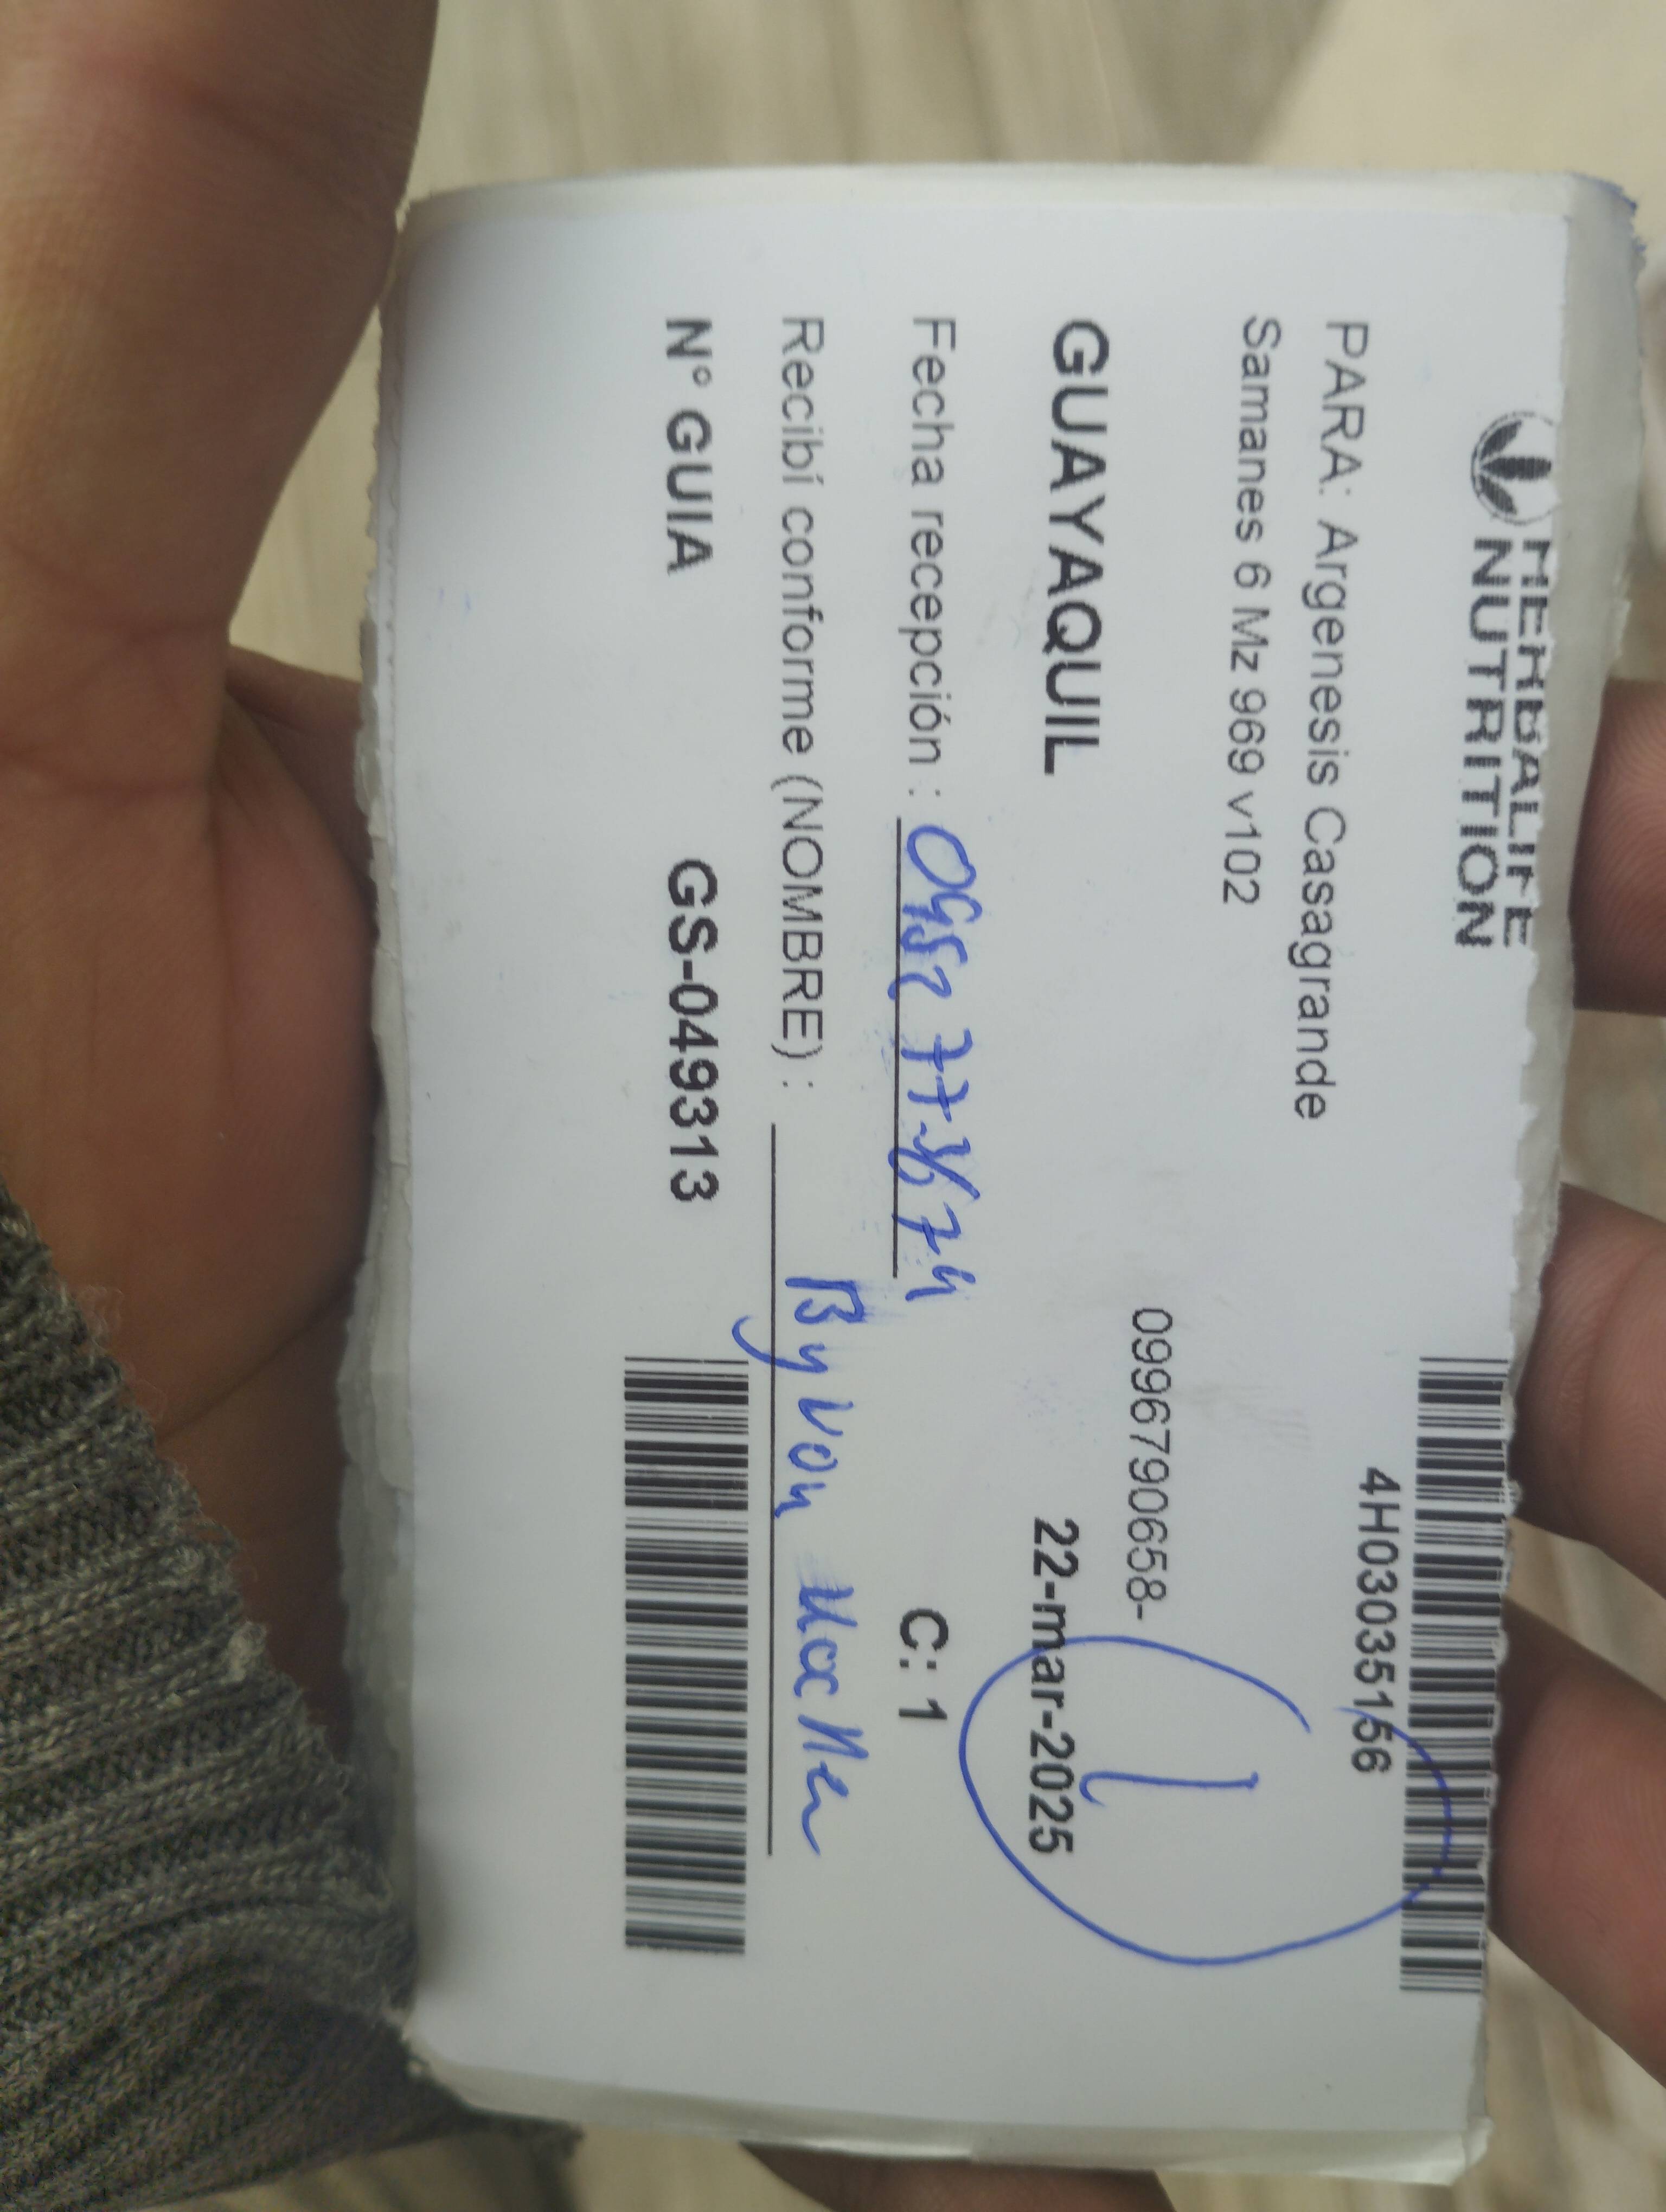 HERBALIFE
NUTRITION
4H03035156
PARA: Argenesis Casagrande
Samanes 6 Mz 969 v102
0996790658-
GUAYAQUIL
22-mar-2025
Fecha recepción :
C: 1
Recibí conforme (NOMBRE) : Byron
N° GUIA GS-049313